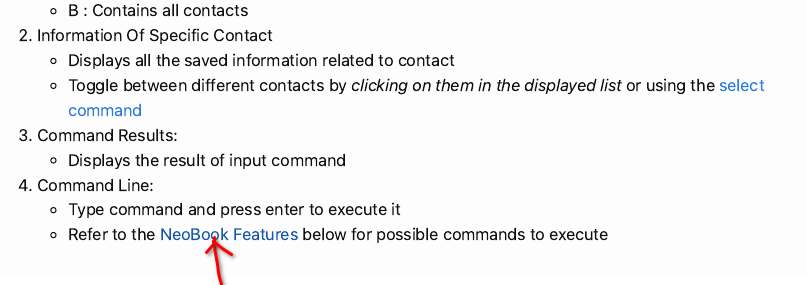 ◦ B : Contains all contacts
2. Information Of Specific Contact
◦ Displays all the saved information related to contact
◦ Toggle between different contacts by clicking on them in the displayed list or using the select
command
3. Command Results:
◦ Displays the result of input command
4. Command Line:
◦ Type command and press enter to execute it
◦ Refer to the NeoBook Features below for possible commands to execute